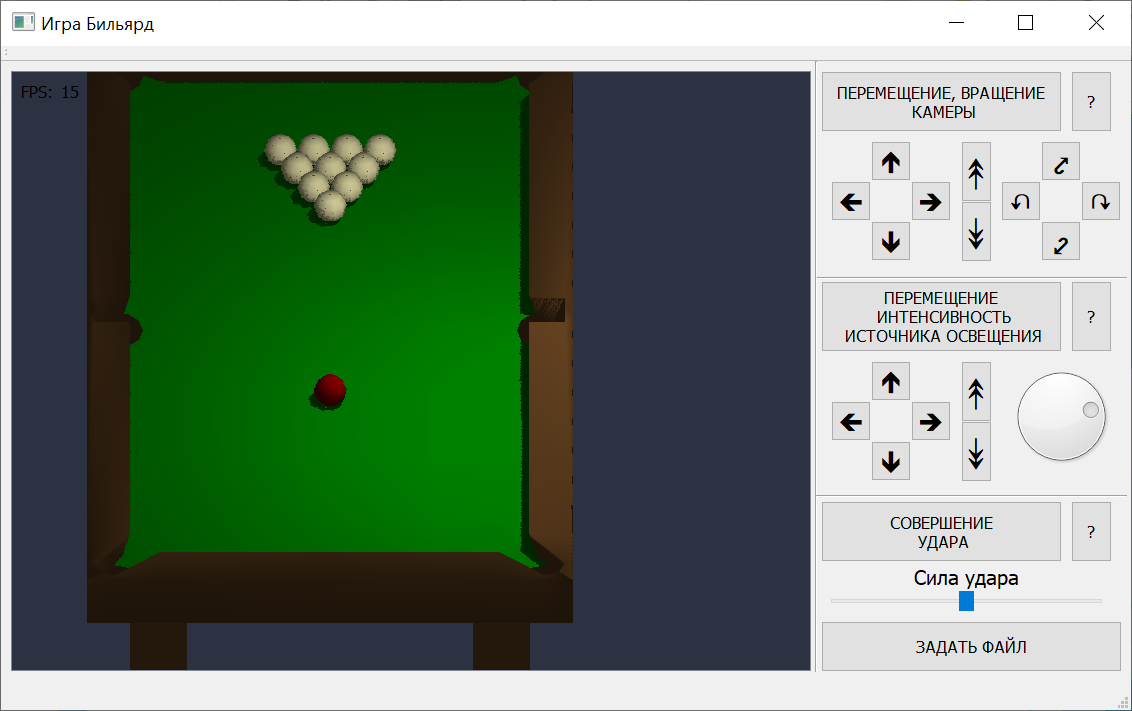 Игра Бильярд
FPS: 15
ПЕРЕМЕЩЕНИЕ, ВРАЩЕНИЕ
КАМЕРЫ
?
ПЕРЕМЕЩЕНИЕ
ИНТЕНСИВНОСТЬ
ИСТОЧНИКА ОСВЕЩЕНИЯ
?
СОВЕРШЕНИЕ
УДАРА
?
Сила удара
ЗАДАТЬ ФАЙЛ